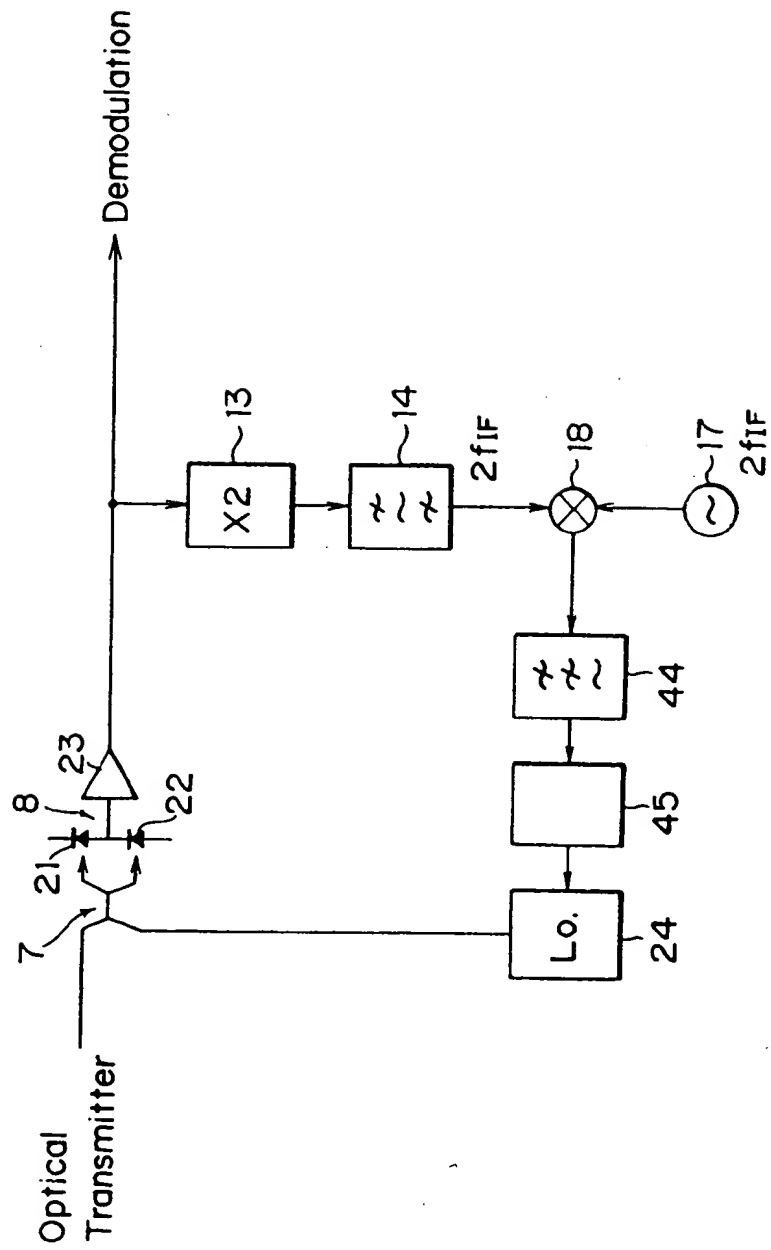 Optical
Transmitter
7
21
8
22
23
Demodulation
X2
13
14
2fIF
18
17
2fIF
44
45
Lo.
24